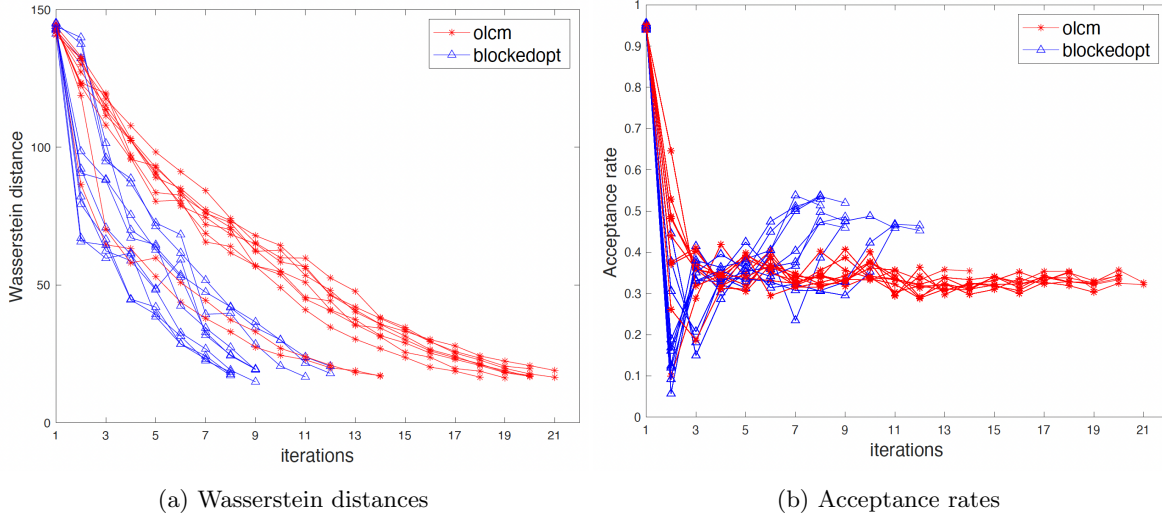 150
100
50
0
Wasserstein distance
1 3 5 7 9 11 13 15 17 19 21
iterations
olcm
blockedopt
(a) Wasserstein distances
1
0.9
0.8
0.7
0.6
0.5
0.4
0.3
0.2
0.1
0
Acceptance rate
1 3 5 7 9 11 13 15 17 19 21
iterations
olcm
blockedopt
(b) Acceptance rates